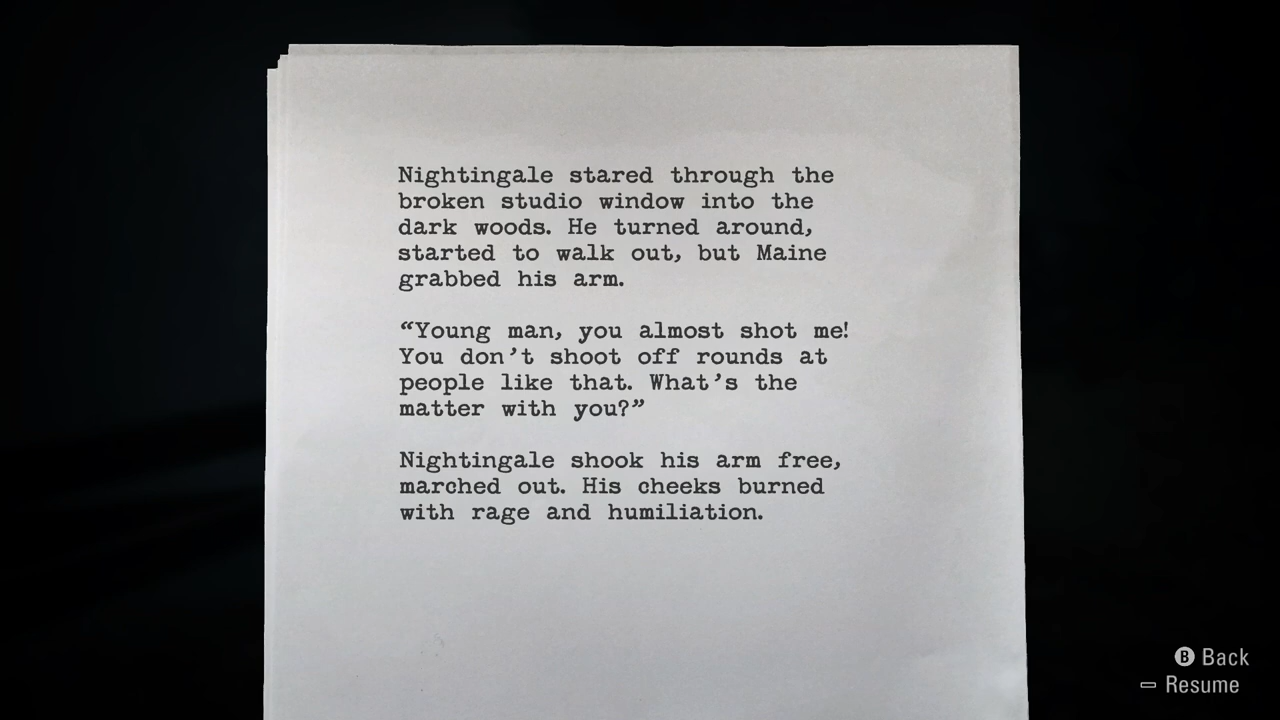 Nightingale stared through the
broken studio window into the
dark woods. He turned around,
started to walk out, but Maine
grabbed his arm.
“Young man, you almost shot me!
You don’t shoot off rounds at
people like that. What’s the
matter with you?”
Nightingale shook his arm free,
marched out. His cheeks burned
with rage and humiliation.
B Back
Resume